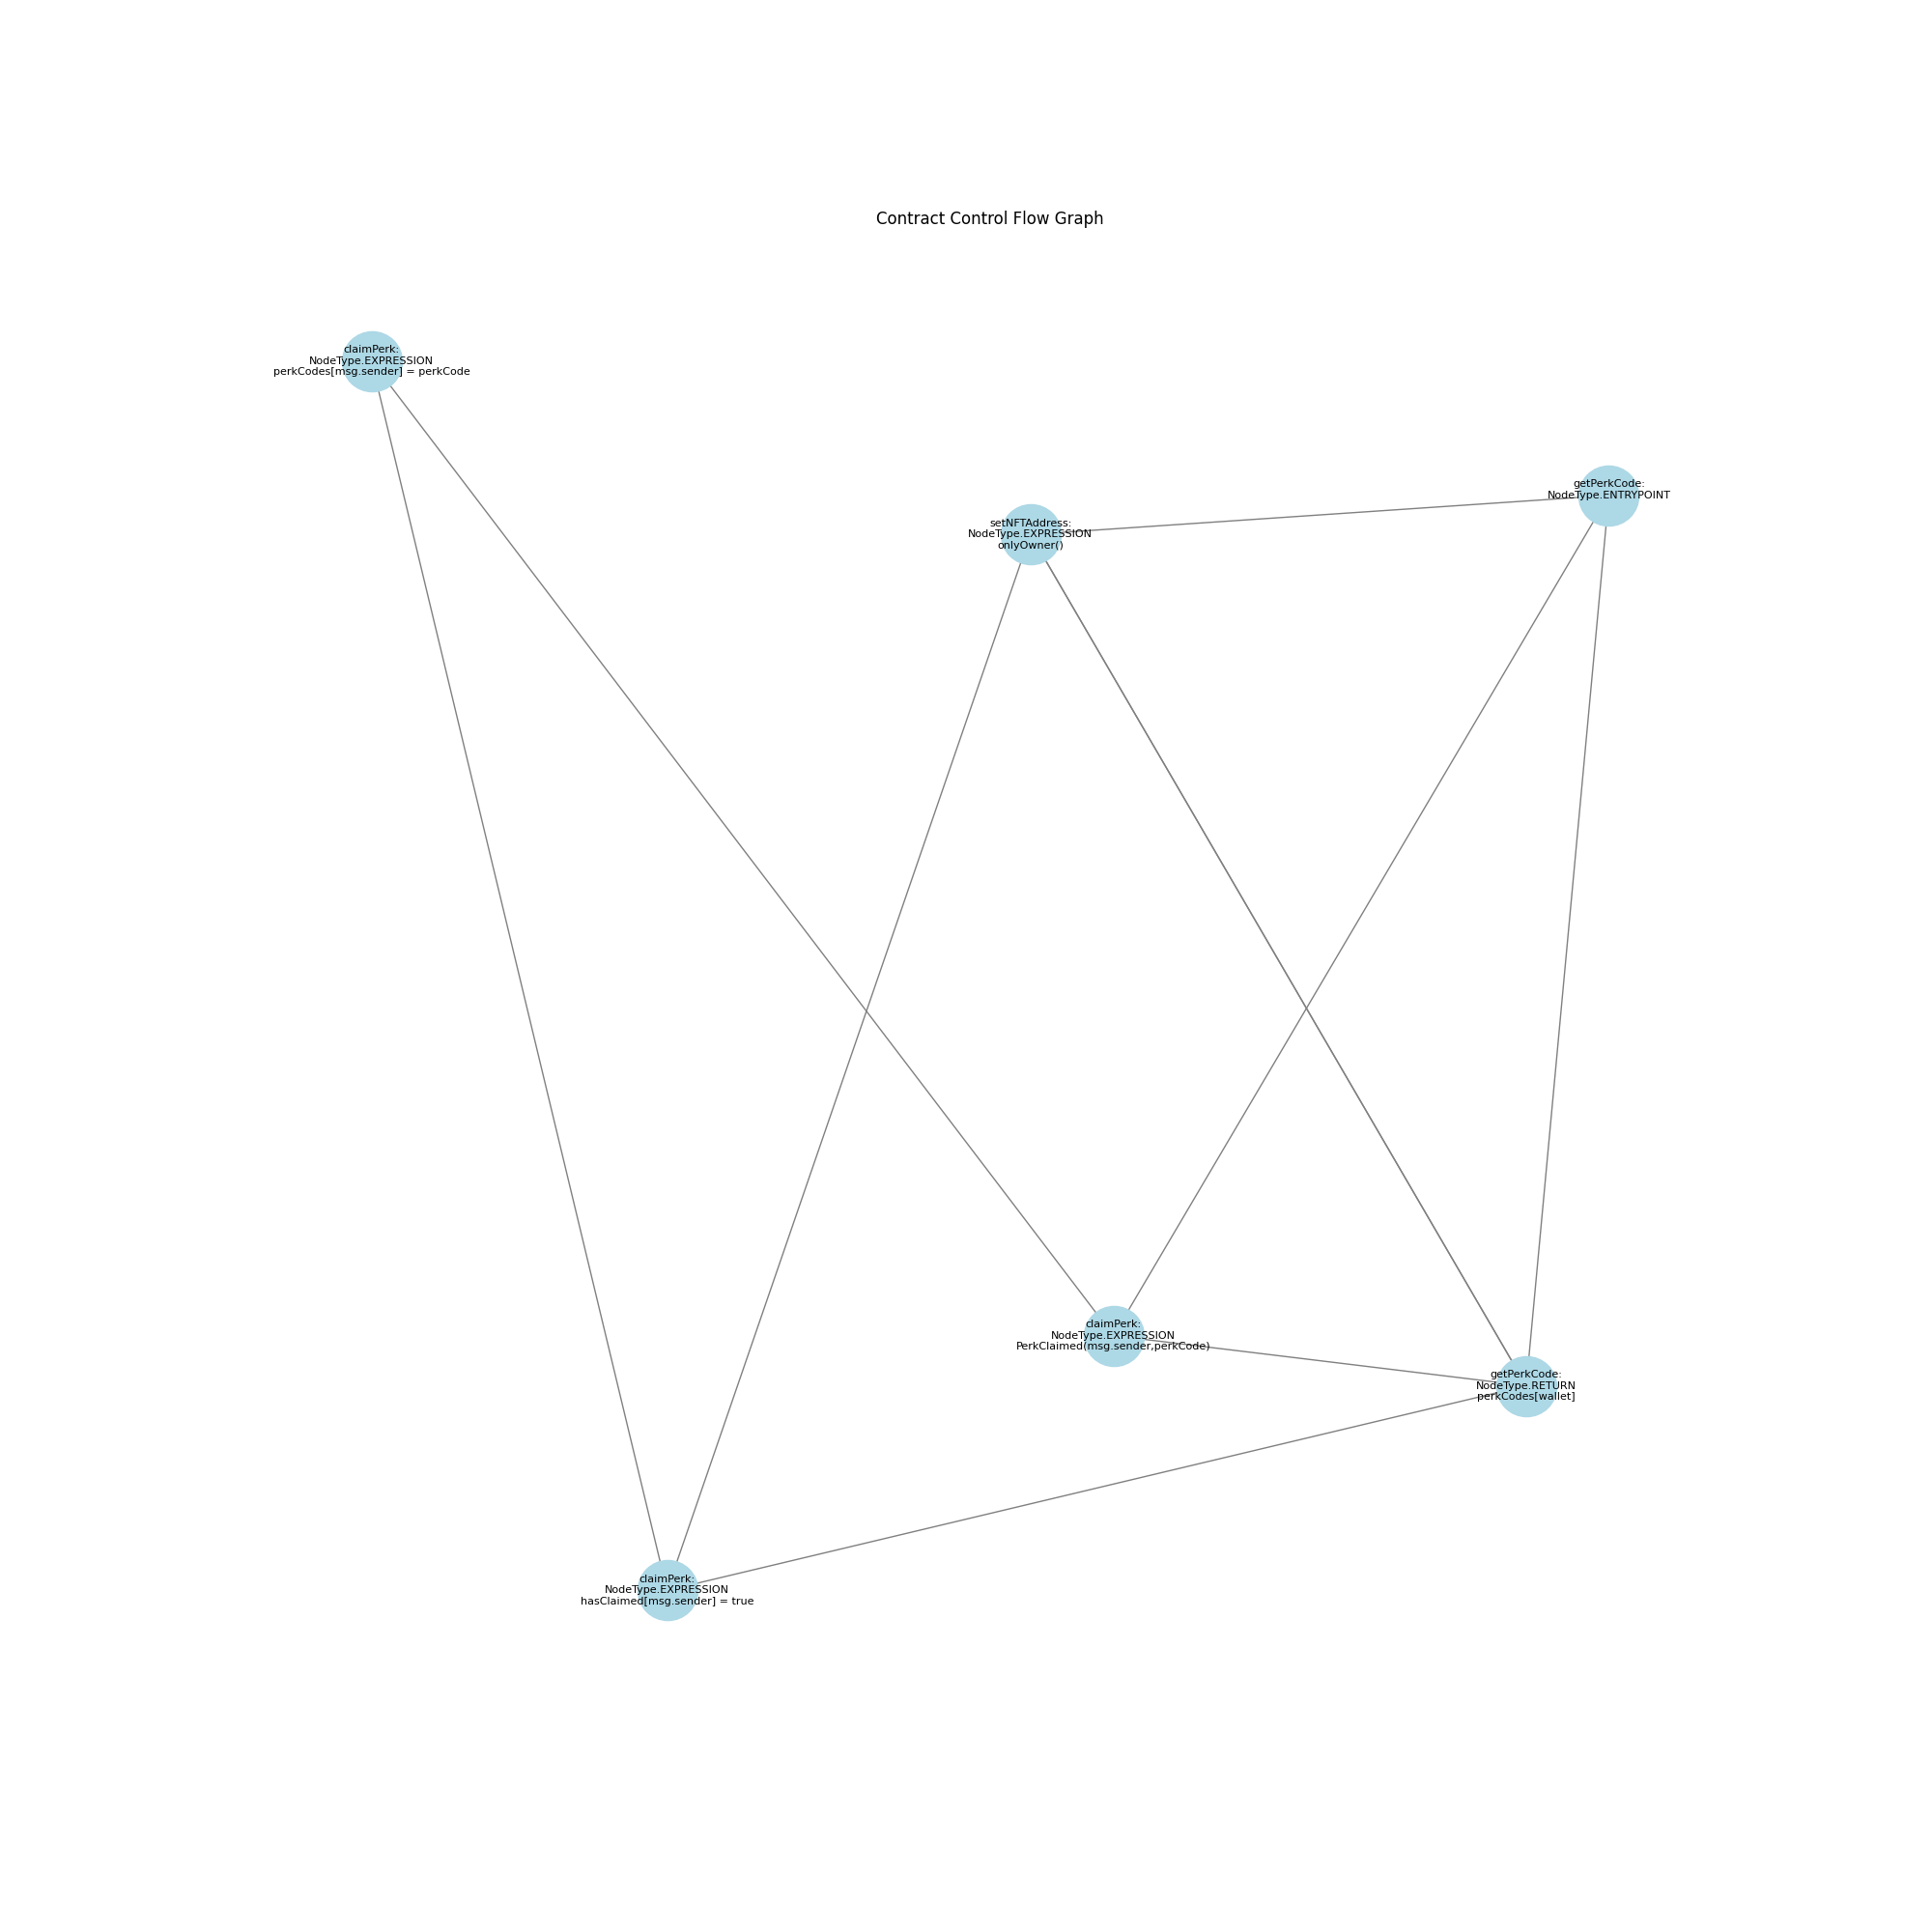 Contract Control Flow Graph
claimPerk:
NodeType.EXPRESSION
perkCodes[msg.sender] = perkCode
getPerkCode:
NodeType.ENTRYPOINT
setNFTAddress:
NodeType.EXPRESSION
onlyOwner()
claimPerk:
NodeType.EXPRESSION
PerkClaimed(msg.sender,perkCode)
getPerkCode:
NodeType.RETURN
perkCodes[wallet]
claimPerk:
NodeType.EXPRESSION
hasClaimed[msg.sender] = true